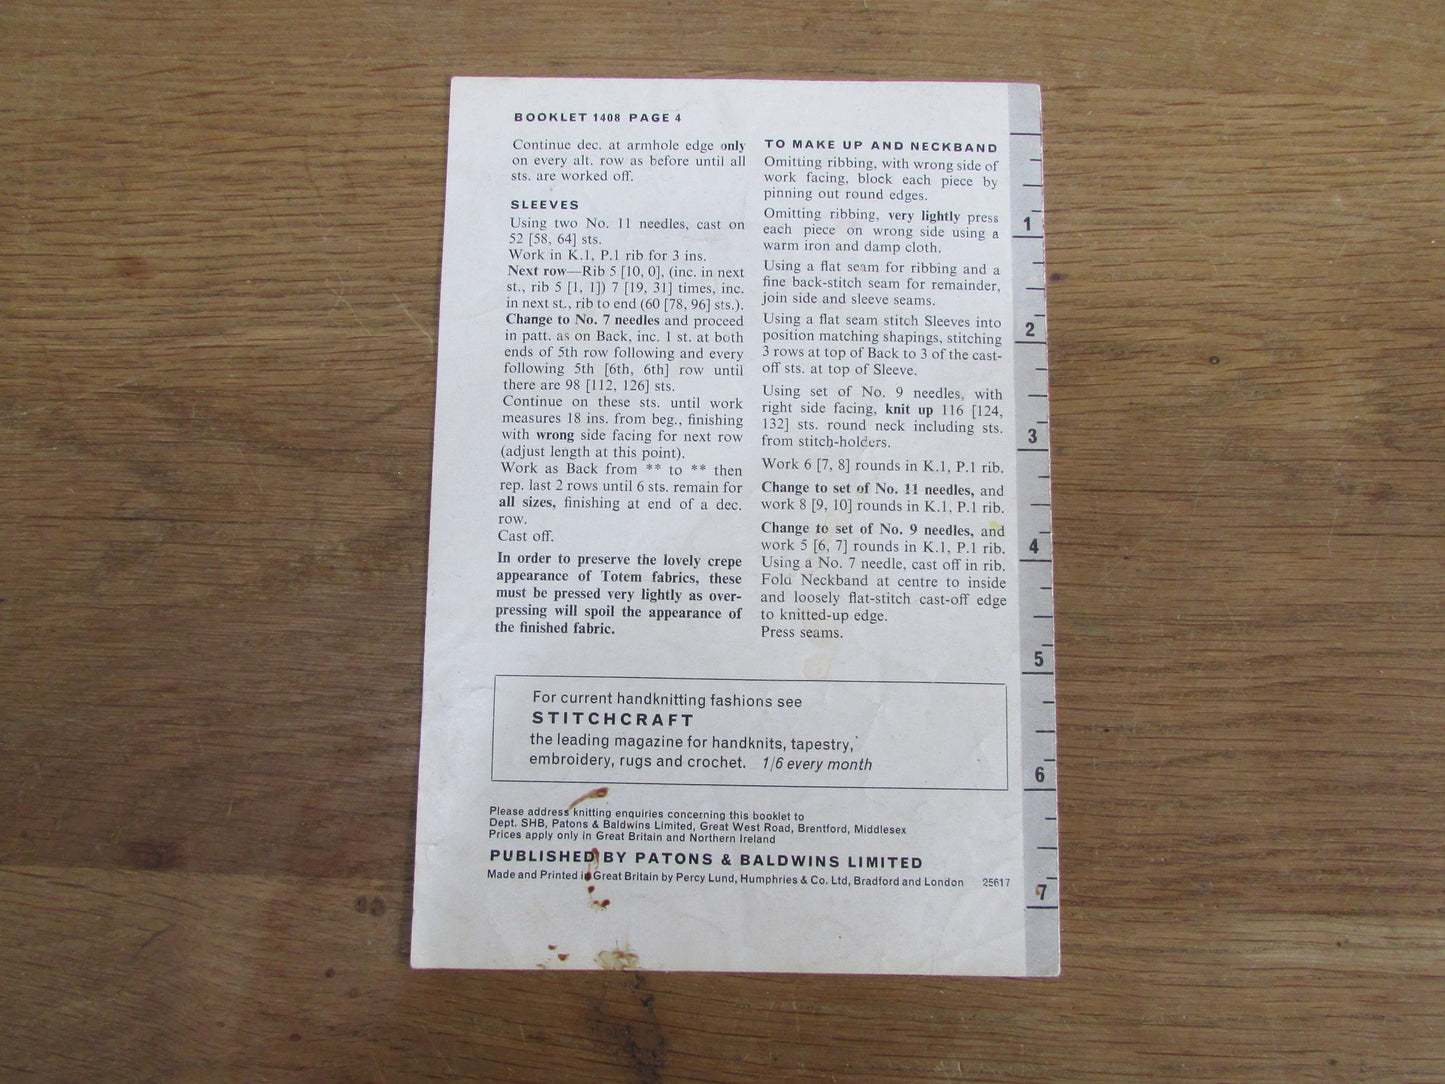 BOOKLET 1408 PAGE 4
Continue dec. at armhole edge only
on every alt. row as before until all
sts. are worked off.
SLEEVES
Using two No. 11 needles, cast on
52 [58, 64] sts.
Work in K.1, P.1 rib for 3 ins.
Next row—Rib 5 [10, 0], (inc. in next
st., rib 5 [1, 1]) 7 [19, 31] times, inc.
in next st., rib to end (60 [78, 96] sts.).
Change to No. 7 needles and proceed
in patt. as on Back, inc. 1 st. at both
ends of 5th row following and every
following 5th [6th, 6th] row until
there are 98 [112, 126] sts.
Continue on these sts. until work
measures 18 ins. from beg., finishing
with wrong side facing for next row
(adjust length at this point).
Work as Back from ** to ** then
rep. last 2 rows until 6 sts. remain for
all sizes, finishing at end of a dec.
row.
Cast off.
In order to preserve the lovely crepe
appearance of Totem fabrics, these
must be pressed very lightly as over-
pressing will spoil the appearance of
the finished fabric.
TO MAKE UP AND NECKBAND
Omitting ribbing, with wrong side of
work facing, block each piece by
pinning out round edges.
Omitting ribbing, very lightly press
each piece on wrong side using a
warm iron and damp cloth.
Using a flat seam for ribbing and a
fine back-stitch seam for remainder,
join side and sleeve seams.
Using a flat seam stitch Sleeves into
position matching shapings, stitching
3 rows at top of Back to 3 of the cast-
off sts. at top of Sleeve.
Using set of No. 9 needles, with
right side facing, knit up 116 [124,
132] sts. round neck including sts.
from stitch-holders.
Work 6 [7, 8] rounds in K.1, P.1 rib.
Change to set of No. 11 needles, and
work 8 [9, 10] rounds in K.1, P.1 rib.
Change to set of No. 9 needles, and
work 5 [6, 7] rounds in K.1, P.1 rib.
Using a No. 7 needle, cast off in rib.
Fold Neckband at centre to inside
and loosely flat-stitch cast-off edge
to knitted-up edge.
Press seams.
For current handknitting fashions see
STITCHCRAFT
the leading magazine for handknits, tapestry,
embroidery, rugs and crochet. 1/6 every month
Please address knitting enquiries concerning this booklet to
Dept. SHB, Patons & Baldwins Limited, Great West Road, Brentford, Middlesex
Prices apply only in Great Britain and Northern Ireland
PUBLISHED BY PATONS & BALDWINS LIMITED
Made and Printed in Great Britain by Percy Lund, Humphries & Co. Ltd, Bradford and London 25617
1
2
3
4
5
6
7